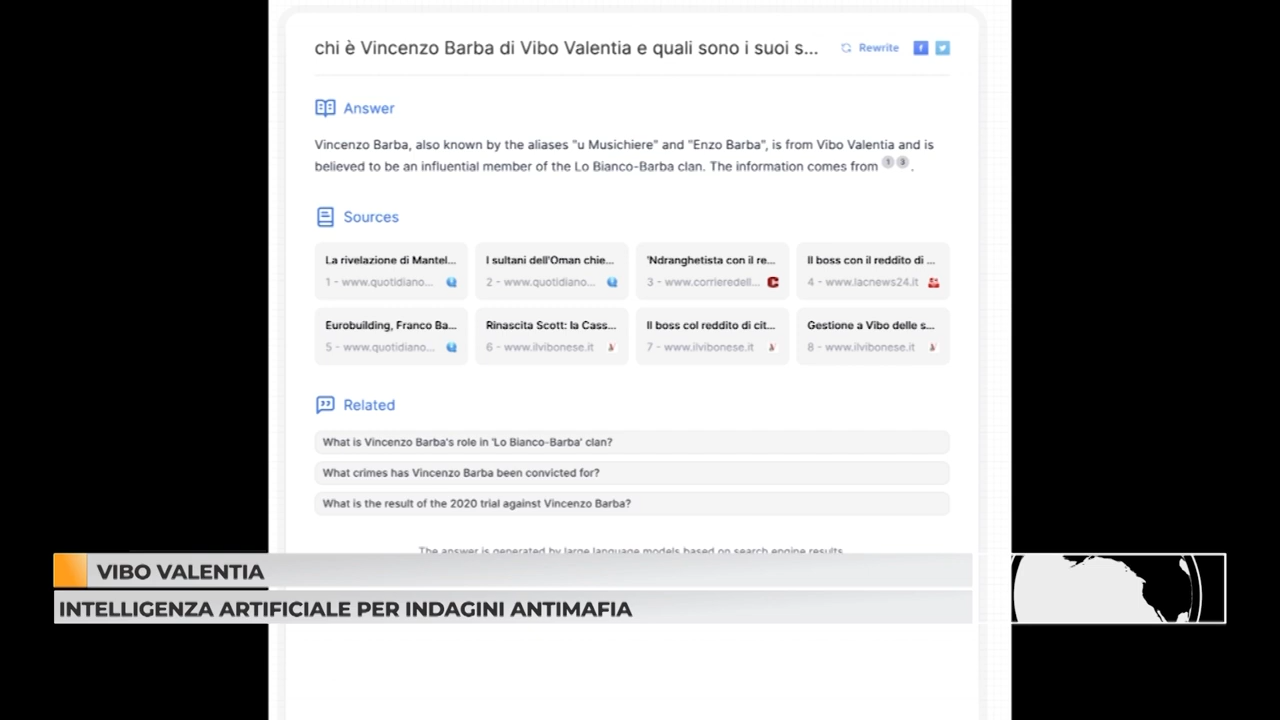 chi è Vincenzo Barba di Vibo Valentia e quali sono i suoi s...
Rewrite
Answer
Vincenzo Barba, also known by the aliases "u Musichiere" and "Enzo Barba", is from Vibo Valentia and is
believed to be an influential member of the Lo Bianco-Barba clan. The information comes from 1 3 .
Sources
La rivelazione di Mantel...
1 - www.quotidiano...
I sultani dell'Oman chie...
2 - www.quotidiano...
'Ndranghetista con il re...
3 - www.corrieredell...
Il boss con il reddito di ...
4 - www.lacnews24.it
Eurobuilding, Franco Ba...
5 - www.quotidiano...
Rinascita Scott: la Cass...
6 - www.ilvibonese.it
Il boss col reddito di cit...
7 - www.ilvibonese.it
Gestione a Vibo delle s...
8 - www.ilvibonese.it
Related
What is Vincenzo Barba's role in 'Lo Bianco-Barba' clan?
What crimes has Vincenzo Barba been convicted for?
What is the result of the 2020 trial against Vincenzo Barba?
The answer is generated by large language models based on search engine results
VIBO VALENTIA
INTELLIGENZA ARTIFICIALE PER INDAGINI ANTIMAFIA